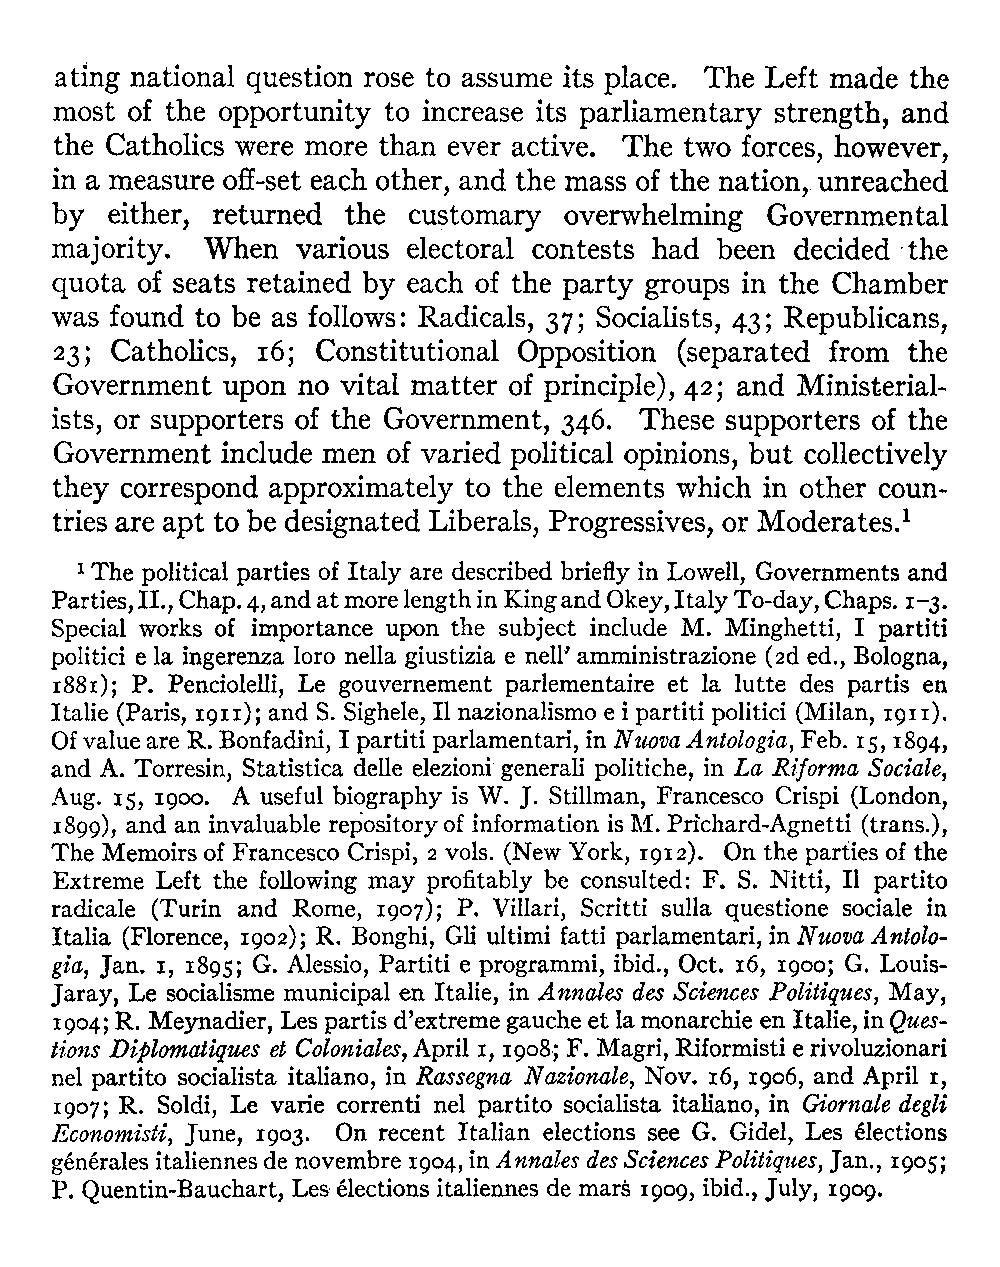 ating national question rose to assume its place. The Left made the
most of the opportunity to increase its parliamentary strength, and
the Catholics were more than ever active. The two forces, however,
in a measure off-set each other, and the mass of the nation, unreached
by either, returned the customary overwhelming Governmental
majority. When various electoral contests had been decided the
quota of seats retained by each of the party groups in the Chamber
was found to be as follows: Radicals, 37; Socialists, 43; Republicans,
23; Catholics, 16; Constitutional Opposition (separated from the
Government upon no vital matter of principle), 42; and Ministerial-
ists, or supporters of the Government, 346. These supporters of the
Government include men of varied political opinions, but collectively
they correspond approximately to the elements which in other coun-
tries are apt to be designated Liberals, Progressives, or Moderates.¹
¹ The political parties of Italy are described briefly in Lowell, Governments and
Parties, II., Chap. 4, and at more length in King and Okey, Italy To-day, Chaps. 1–3.
Special works of importance upon the subject include M. Minghetti, I partiti
politici e la ingerenza loro nella giustizia e nell' amministrazione (2d ed., Bologna,
1881); P. Penciolelli, Le gouvernement parlementaire et la lutte des partis en
Italie (Paris, 1911); and S. Sighele, Il nazionalismo e i partiti politici (Milan, 1911).
Of value are R. Bonfadini, I partiti parlamentari, in Nuova Antologia, Feb. 15, 1894,
and A. Torresin, Statistica delle elezioni generali politiche, in La Riforma Sociale,
Aug. 15, 1900. A useful biography is W. J. Stillman, Francesco Crispi (London,
1899), and an invaluable repository of information is M. Prichard-Agnetti (trans.),
The Memoirs of Francesco Crispi, 2 vols. (New York, 1912). On the parties of the
Extreme Left the following may profitably be consulted: F. S. Nitti, Il partito
radicale (Turin and Rome, 1907); P. Villari, Scritti sulla questione sociale in
Italia (Florence, 1902); R. Bonghi, Gli ultimi fatti parlamentari, in Nuova Antolo-
gia, Jan. 1, 1895; G. Alessio, Partiti e programmi, ibid., Oct. 16, 1900; G. Louis-
Jaray, Le socialisme municipal en Italie, in Annales des Sciences Politiques, May,
1904; R. Meynadier, Les partis d'extreme gauche et la monarchie en Italie, in Ques-
tions Diplomatiques et Coloniales, April 1, 1908; F. Magri, Riformisti e rivoluzionari
nel partito socialista italiano, in Rassegna Nazionale, Nov. 16, 1906, and April 1,
1907; R. Soldi, Le varie correnti nel partito socialista italiano, in Giornale degli
Economisti, June, 1903. On recent Italian elections see G. Gidel, Les élections
générales italiennes de novembre 1904, in Annales des Sciences Politiques, Jan., 1905;
P. Quentin-Bauchart, Les élections italiennes de mars 1909, ibid., July, 1909.